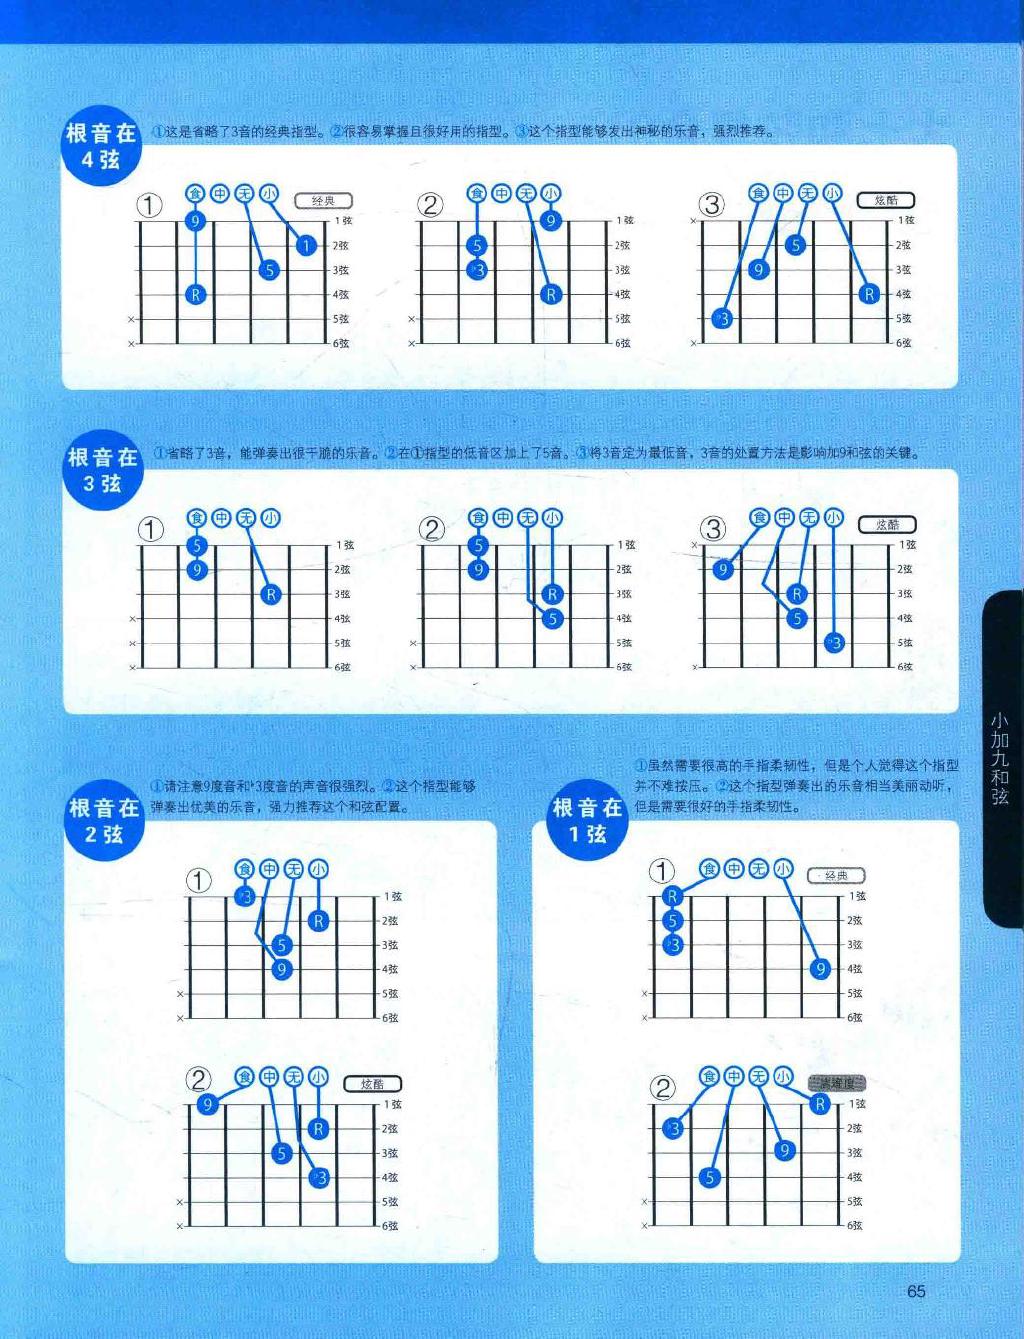 根音在
4弦
①这是省略了3音的经典指型。②很容易掌握且很好用的指型。③这个指型能够发出神秘的乐音，强烈推荐。
① 食 中 无 小 经典
9 1弦
1 2弦
5 3弦
R 4弦
× 5弦
× 6弦
② 食 中 无 小
9 1弦
5 2弦
♭3 3弦
R 4弦
× 5弦
× 6弦
③ 食 中 无 小 炫酷
× 1弦
5 2弦
9 3弦
R 4弦
♭3 5弦
× 6弦
根音在
3弦
①省略了3音，能弹奏出很干脆的乐音。②在①指型的低音区加上了5音。③将3音定为最低音，3音的处置方法是影响加9和弦的关键。
① 食 中 无 小
5 1弦
9 2弦
R 3弦
× 4弦
× 5弦
× 6弦
② 食 中 无 小
5 1弦
9 2弦
R 3弦
5 4弦
× 5弦
× 6弦
③ 食 中 无 小 炫酷
× 1弦
9 2弦
R 3弦
5 4弦
♭3 5弦
× 6弦
根音在
2弦
①请注意9度音和♭3度音的声音很强烈。②这个指型能够
弹奏出优美的乐音，强力推荐这个和弦配置。
① 食 中 无 小
♭3 1弦
R 2弦
5 3弦
9 4弦
× 5弦
× 6弦
② 食 中 无 小 炫酷
9 1弦
R 2弦
5 3弦
♭3 4弦
× 5弦
× 6弦
根音在
1弦
①虽然需要很高的手指柔韧性，但是个人觉得这个指型
并不难按压。②这个指型弹奏出的乐音相当美丽动听，
但是需要很好的手指柔韧性。
① 食 中 无 小 经典
R 1弦
5 2弦
♭3 3弦
9 4弦
× 5弦
× 6弦
② 食 中 无 小 高难度
R 1弦
♭3 2弦
9 3弦
5 4弦
× 5弦
× 6弦
小加九和弦
65